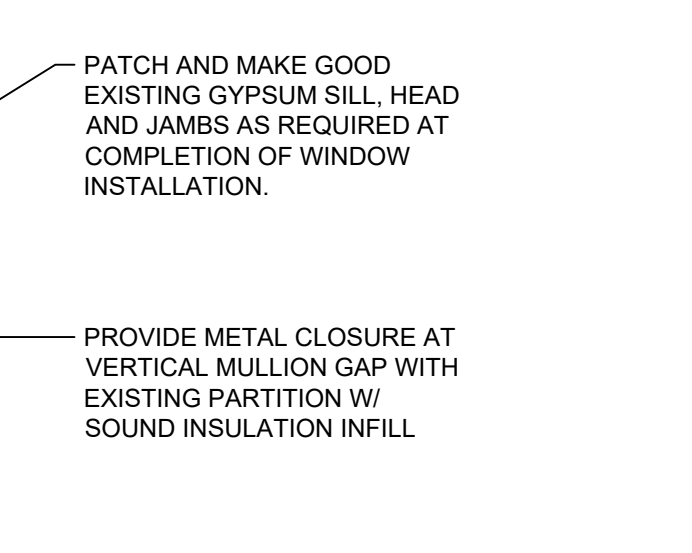 PATCH AND MAKE GOOD
EXISTING GYPSUM SILL, HEAD
AND JAMBS AS REQUIRED AT
COMPLETION OF WINDOW
INSTALLATION.
PROVIDE METAL CLOSURE AT
VERTICAL MULLION GAP WITH
EXISTING PARTITION W/
SOUND INSULATION INFILL